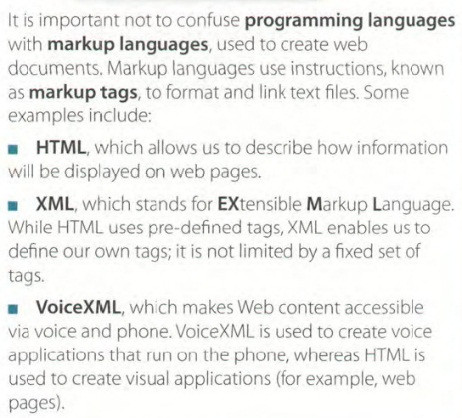 It is important not to confuse programming languages
with markup languages, used to create web
documents. Markup languages use instructions, known
as markup tags, to format and link text files. Some
examples include:
■ HTML, which allows us to describe how information
will be displayed on web pages.
■ XML, which stands for EXtensible Markup Language.
While HTML uses pre-defined tags, XML enables us to
define our own tags; it is not limited by a fixed set of
tags.
■ VoiceXML, which makes Web content accessible
via voice and phone. VoiceXML is used to create voice
applications that run on the phone, whereas HTML is
used to create visual applications (for example, web
pages).